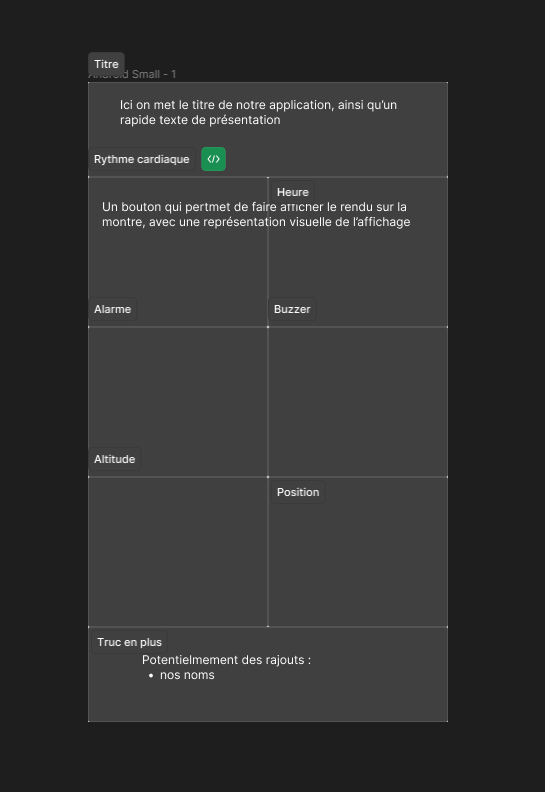 Titre
Android Small - 1
Ici on met le titre de notre application, ainsi qu'un
rapide texte de présentation
Rythme cardiaque
Heure
Un bouton qui pertmet de faire afficher le rendu sur la
montre, avec une représentation visuelle de l'affichage
Alarme
Buzzer
Altitude
Position
Truc en plus
Potentielmement des rajouts :
• nos noms